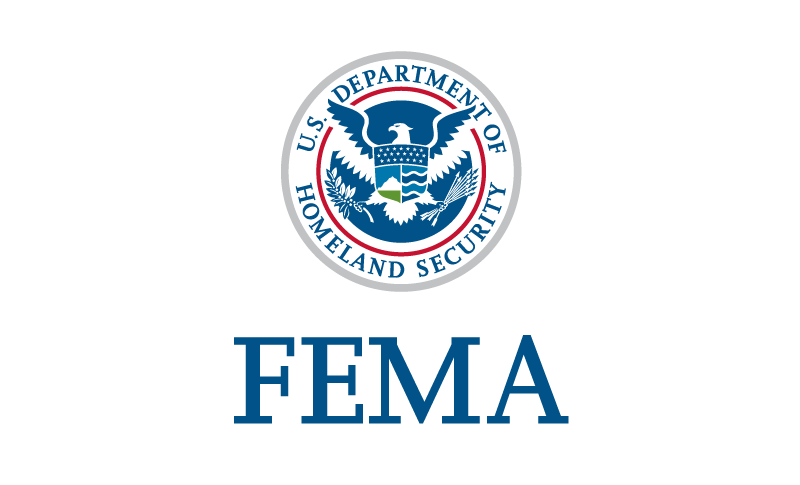 U.S. DEPARTMENT OF
HOMELAND SECURITY
FEMA